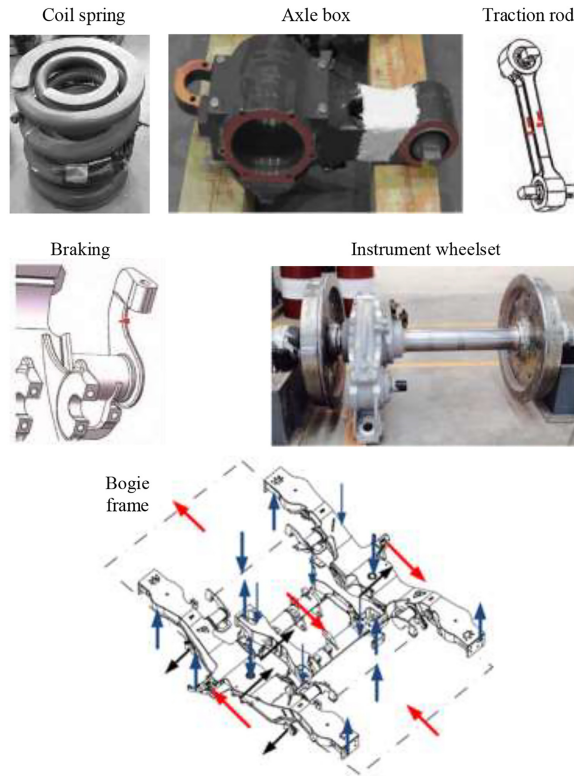 Coil spring
Axle box
Traction rod
Braking
Instrument wheelset
Bogie
frame